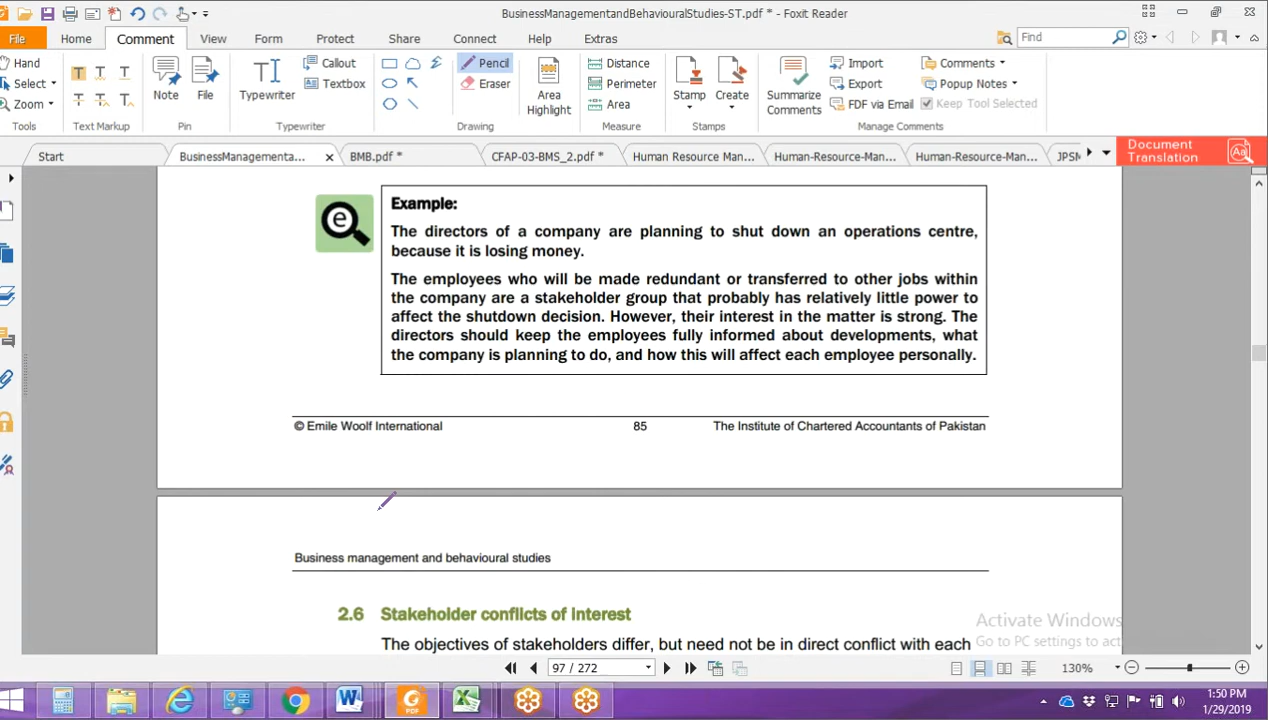 BusinessManagementandBehaviouralStudies-ST.pdf * - Foxit Reader
File Home Comment View Form Protect Share Connect Help Extras Find
Hand Select Zoom Tools
T T T T T T Text Markup
Note File Pin
Typewriter Callout Textbox Typewriter
Pencil Eraser Area Highlight Drawing
Distance Perimeter Area Measure
Stamp Create Stamps
Summarize Comments Import Export FDF via Email Comments Popup Notes Keep Tool Selected Manage Comments
Start BusinessManagementa... BMB.pdf * CFAP-03-BMS_2.pdf * Human Resource Man... Human-Resource-Man... Human-Resource-Man... JPSM
Document Translation Aa
e
Example:
The directors of a company are planning to shut down an operations centre,
because it is losing money.
The employees who will be made redundant or transferred to other jobs within
the company are a stakeholder group that probably has relatively little power to
affect the shutdown decision. However, their interest in the matter is strong. The
directors should keep the employees fully informed about developments, what
the company is planning to do, and how this will affect each employee personally.
© Emile Woolf International 85 The Institute of Chartered Accountants of Pakistan
Business management and behavioural studies
2.6 Stakeholder conflicts of interest
The objectives of stakeholders differ, but need not be in direct conflict with each
Activate Windows
Go to PC settings to act
97 / 272 130%
1:50 PM
1/29/2019